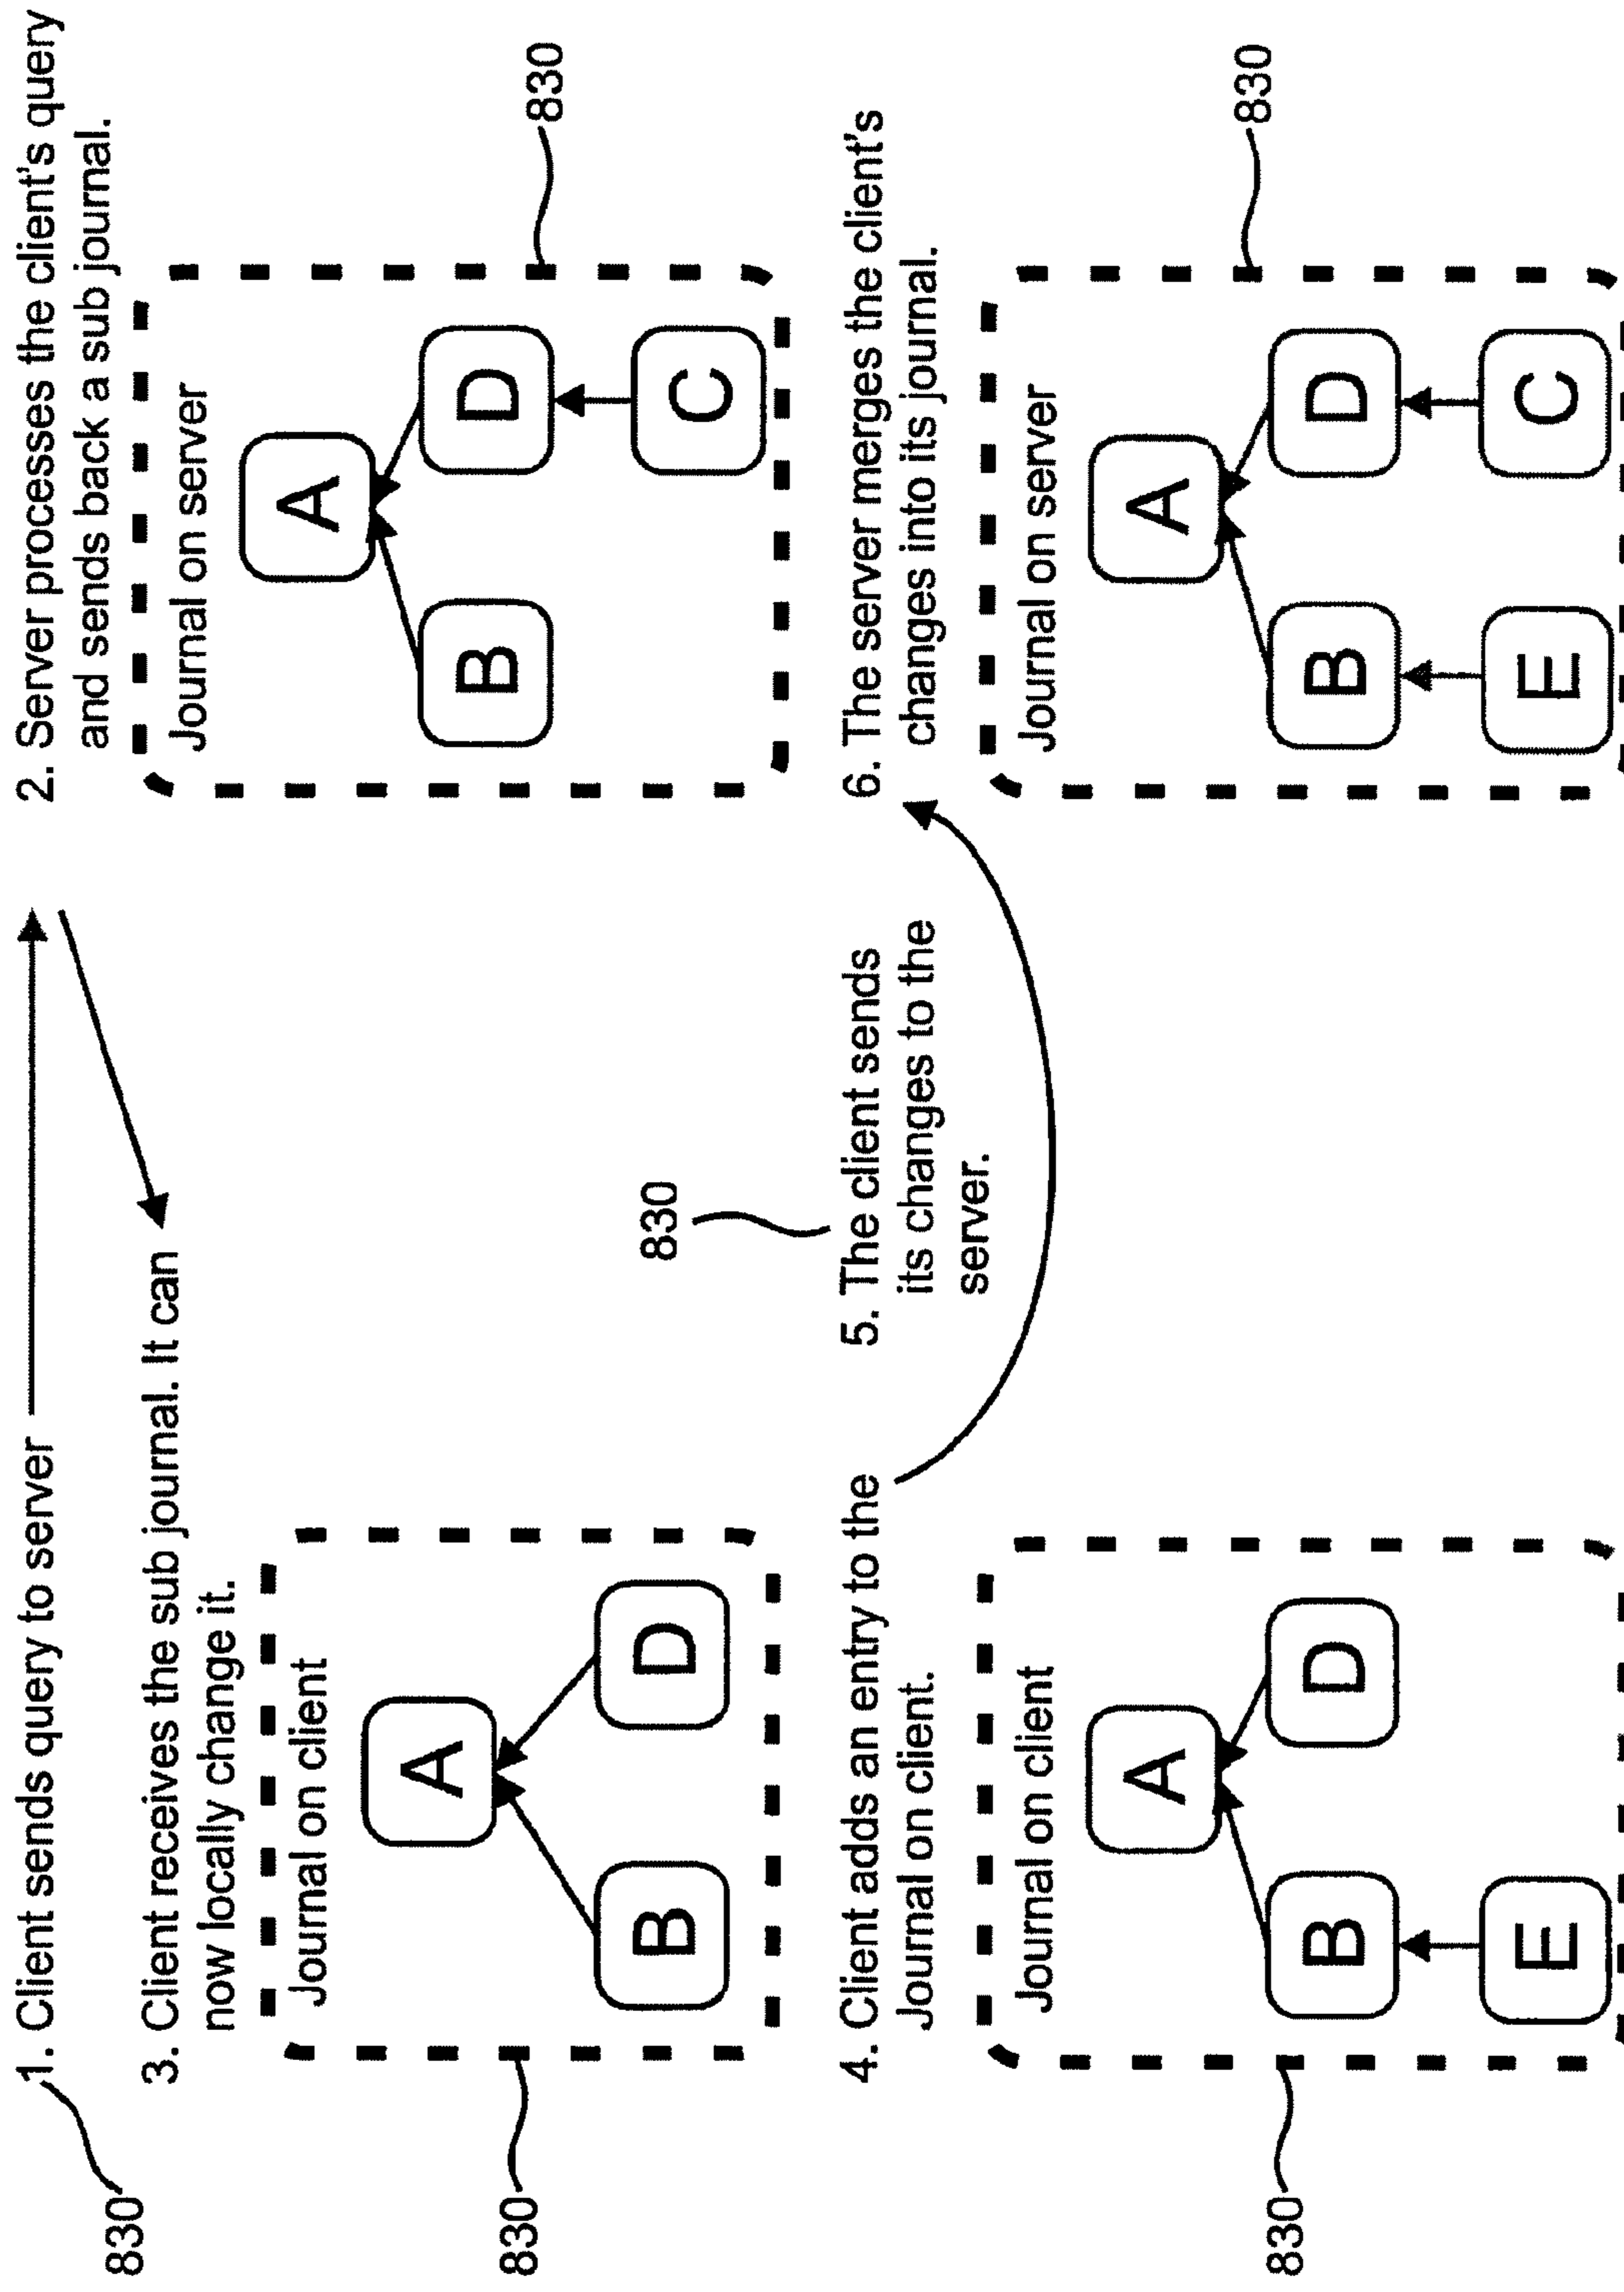 1. Client sends query to server
830
2. Server processes the client's query
and sends back a sub journal.
Journal on server
A
B
D
C
830
3. Client receives the sub journal. It can
now locally change it.
Journal on client
A
B
D
830
4. Client adds an entry to the
Journal on client.
Journal on client
A
B
D
E
830
830
5. The client sends
its changes to the
server.
6. The server merges the client's
changes into its journal.
Journal on server
A
B
D
E
C
830